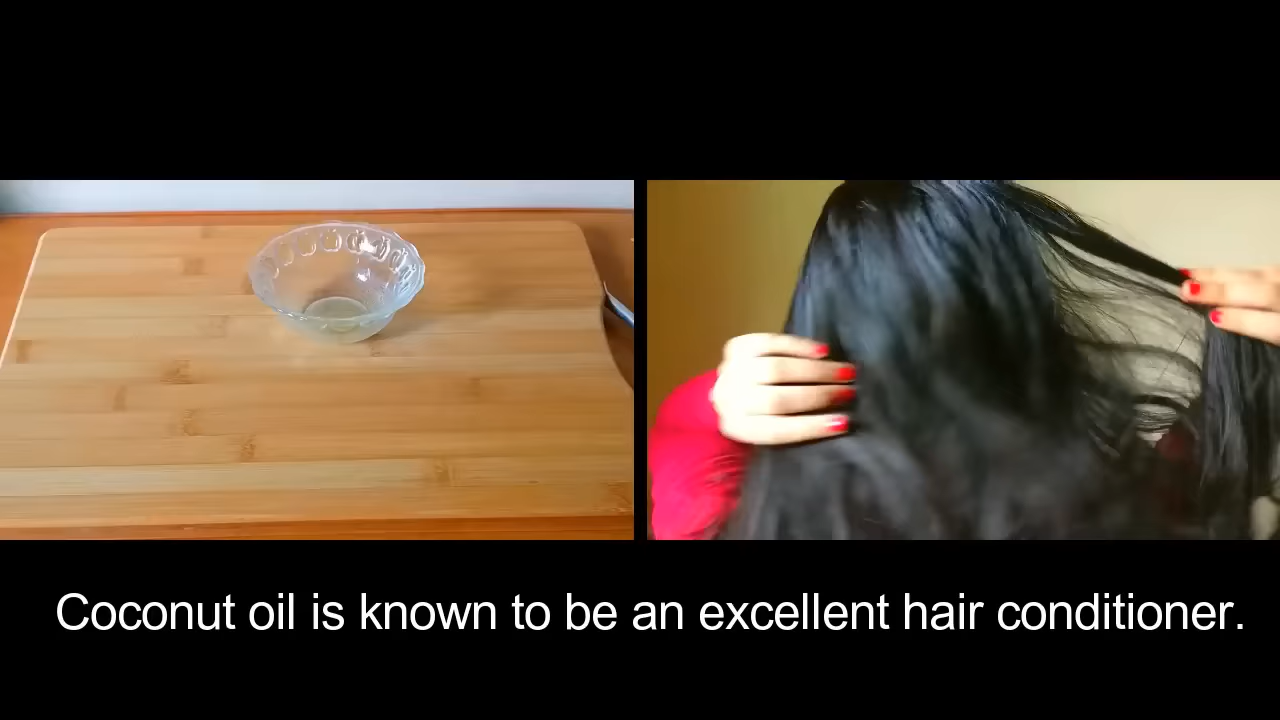 Coconut oil is known to be an excellent hair conditioner.